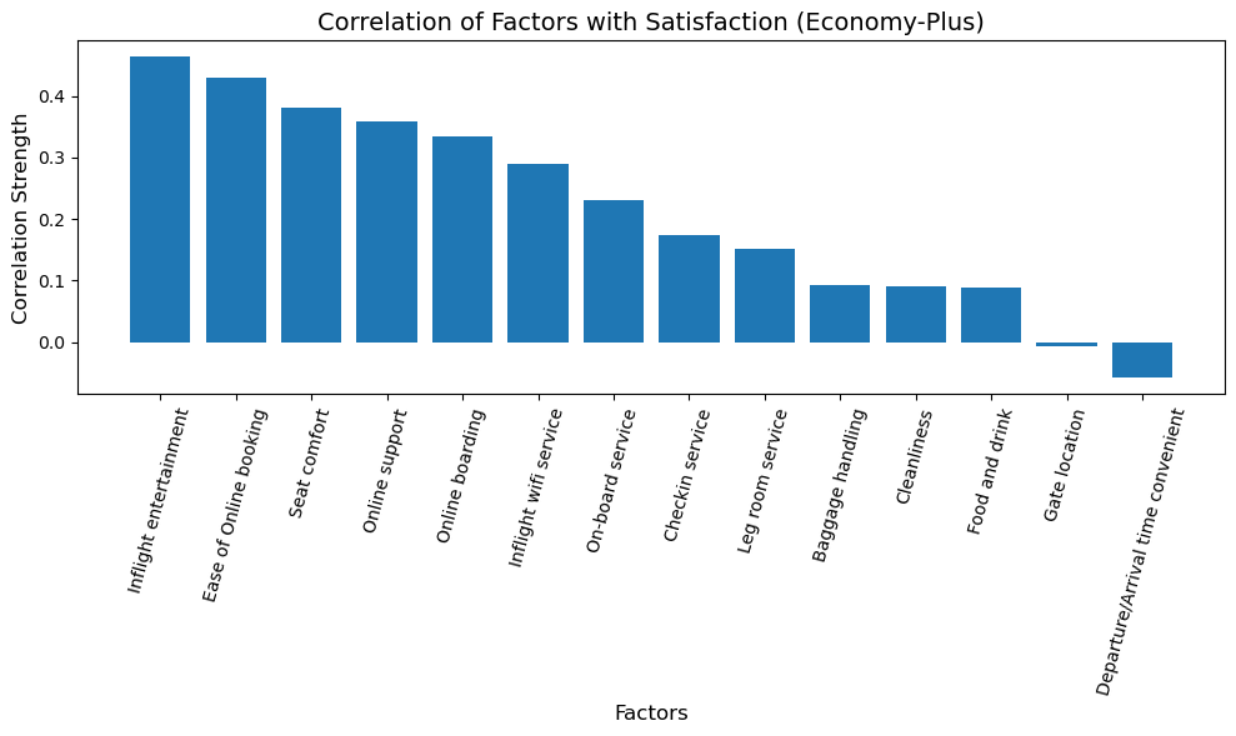 Correlation of Factors with Satisfaction (Economy-Plus)
Correlation Strength
0.4
0.3
0.2
0.1
0.0
Inflight entertainment
Ease of Online booking
Seat comfort
Online support
Online boarding
Inflight wifi service
On-board service
Checkin service
Leg room service
Baggage handling
Cleanliness
Food and drink
Gate location
Departure/Arrival time convenient
Factors